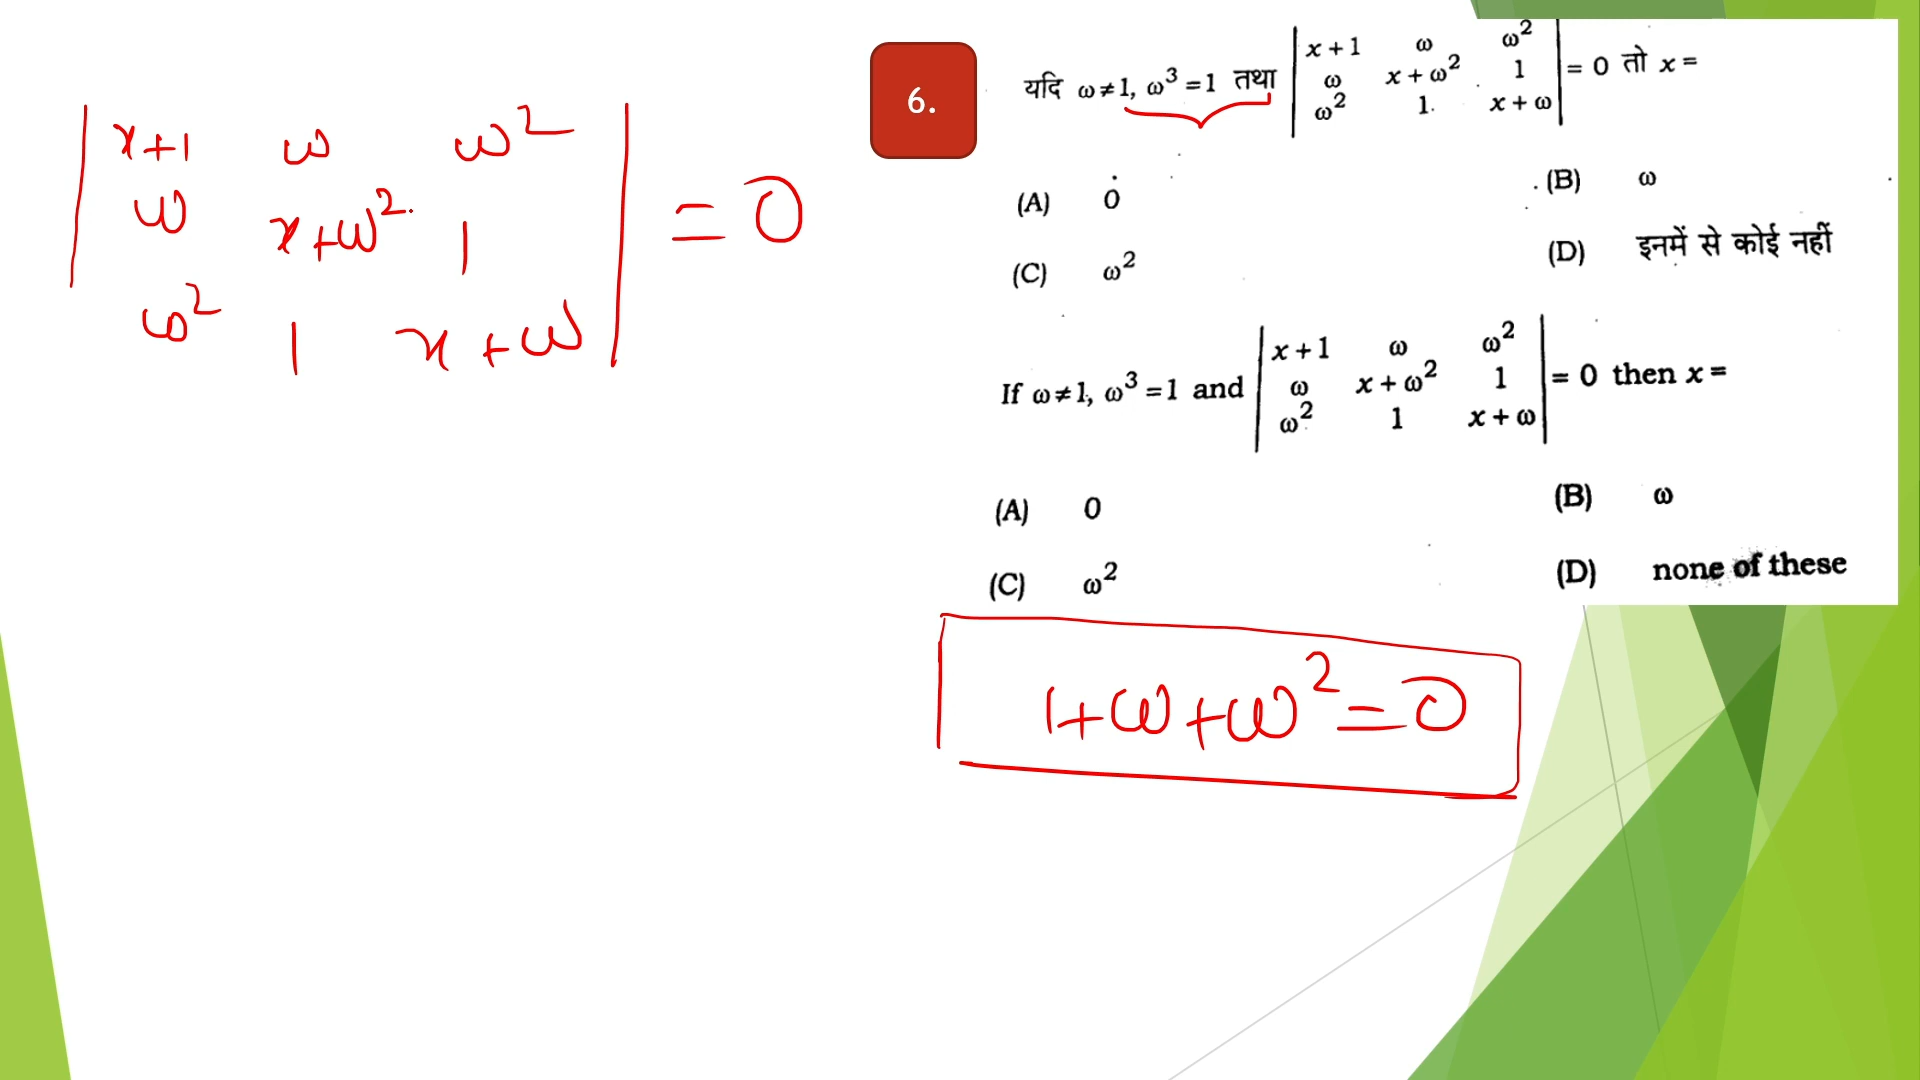 x+1 ω ω² 
ω x+ω² 1 = 0
ω² 1 x+ω
6.
यदि ω≠1, ω³=1 तथा | x+1 ω ω² | = 0 तो x =
ω x+ω² 1
ω² 1 x+ω
(A) 0 (B) ω
(C) ω² (D) इनमें से कोई नहीं
If ω≠1, ω³=1 and | x+1 ω ω² | = 0 then x =
ω x+ω² 1
ω² 1 x+ω
(A) 0 (B) ω
(C) ω² (D) none of these
1+ω+ω²=0